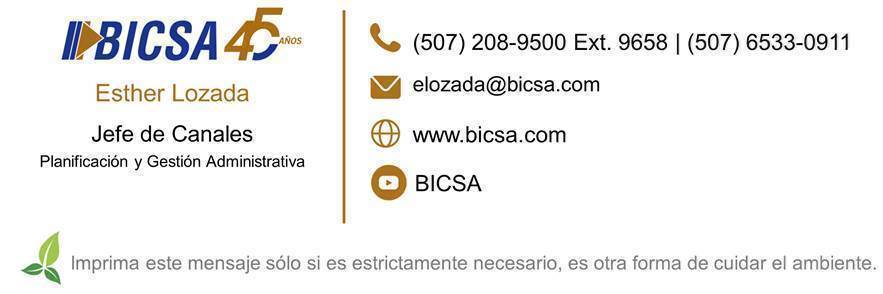 BICSA 45 AÑOS
Esther Lozada
Jefe de Canales
Planificación y Gestión Administrativa
(507) 208-9500 Ext. 9658 | (507) 6533-0911
elozada@bicsa.com
www.bicsa.com
BICSA
Imprima este mensaje sólo si es estrictamente necesario, es otra forma de cuidar el ambiente.